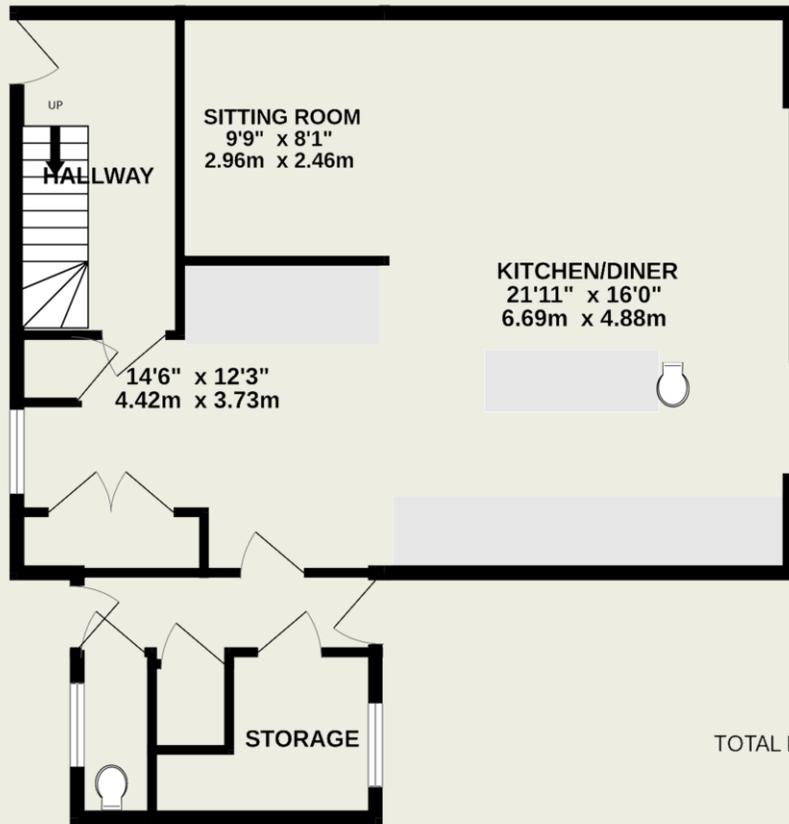 UP
HALLWAY
SITTING ROOM
9'9" x 8'1"
2.96m x 2.46m
KITCHEN/DINER
21'11" x 16'0"
6.69m x 4.88m
14'6" x 12'3"
4.42m x 3.73m
STORAGE
TOTAL